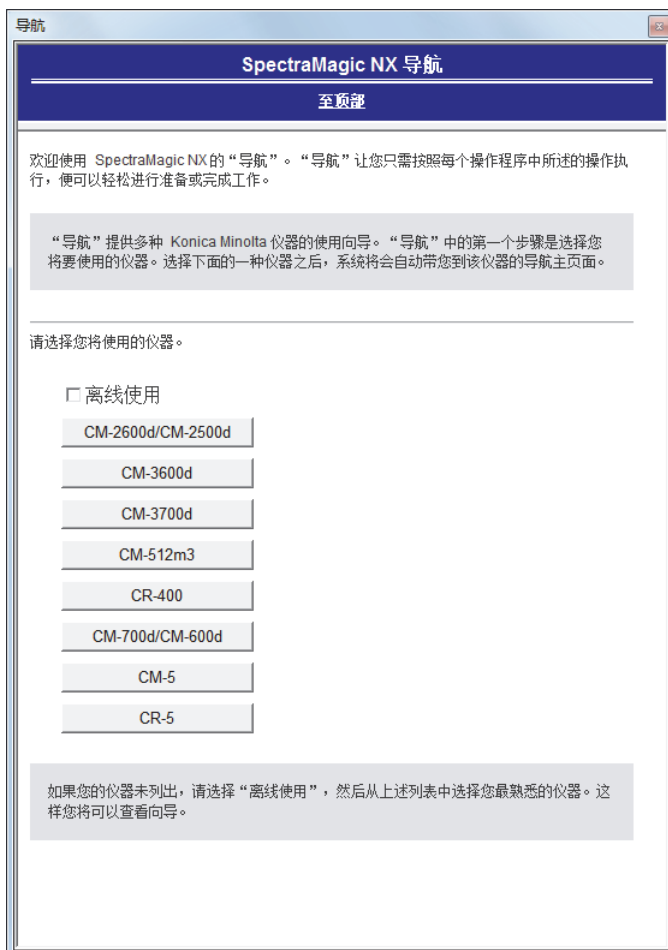 导航
SpectraMagic NX 导航
至顶部
欢迎使用 SpectraMagic NX的“导航”。“导航”让您只需按照每个操作程序中所述的操作执
行，便可以轻松进行准备或完成工作。
“导航”提供多种 Konica Minolta 仪器的使用向导。“导航”中的第一个步骤是选择您
将要使用的仪器。选择下面的一种仪器之后，系统将会自动带您到该仪器的导航主页面。
请选择您将使用的仪器。
离线使用
CM-2600d/CM-2500d
CM-3600d
CM-3700d
CM-512m3
CR-400
CM-700d/CM-600d
CM-5
CR-5
如果您的仪器未列出，请选择“离线使用”，然后从上述列表中选择您最熟悉的仪器。这
样您将可以查看向导。